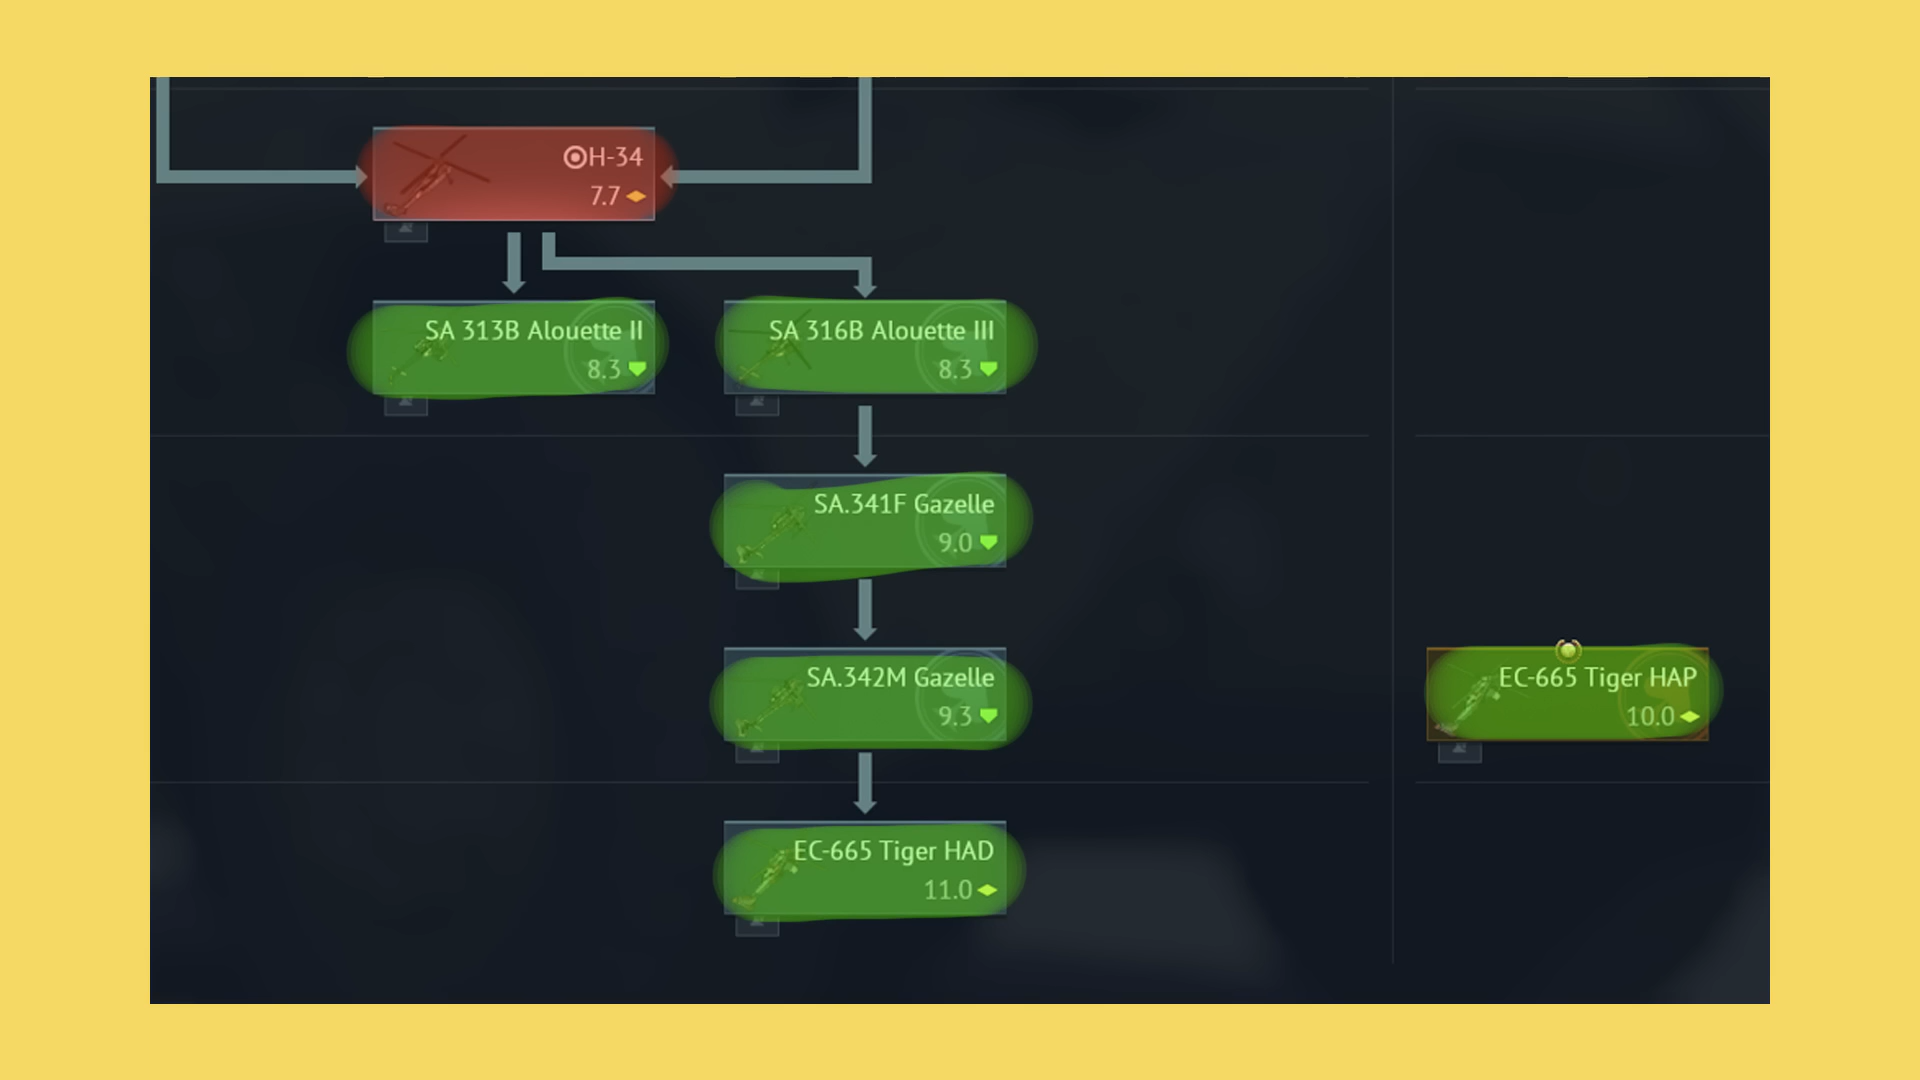 H-34
7.7
SA 313B Alouette II
8.3
SA 316B Alouette III
8.3
SA.341F Gazelle
9.0
SA.342M Gazelle
9.3
EC-665 Tiger HAP
10.0
EC-665 Tiger HAD
11.0